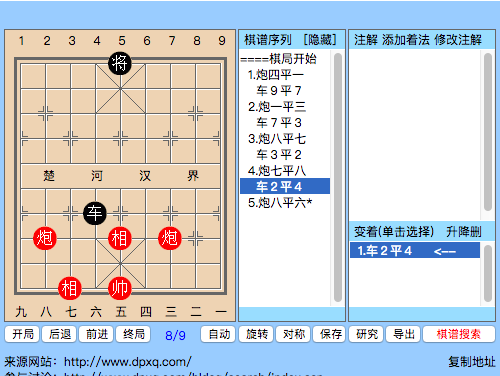 1 2 3 4 5 6 7 8 9
将
楚 河 汉 界
车
炮 相 炮
相 帅
九 八 七 六 五 四 三 二 一
棋谱序列 [隐藏]
====棋局开始
1.炮四平一
车９平７
2.炮一平三
车７平３
3.炮八平七
车３平２
4.炮七平八
车２平４
5.炮八平六*
注解 添加着法 修改注解
变着(单击选择) 升降删
1.车２平４ <--
开局 后退 前进 终局 8/9 自动 旋转 对称 保存 研究 导出 棋谱搜索
来源网站: http://www.dpxq.com/ 复制地址